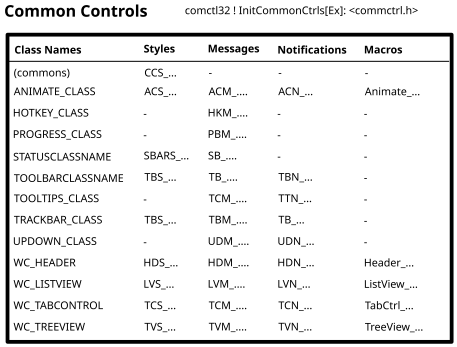 Common Controls comctl32 ! InitCommonCtrls[Ex]: <commctrl.h>
Class Names Styles Messages Notifications Macros
(commons) CCS_... - - -
ANIMATE_CLASS ACS_... ACM_.... ACN_... Animate_...
HOTKEY_CLASS - HKM_.... - -
PROGRESS_CLASS - PBM_.... - -
STATUSCLASSNAME SBARS_... SB_.... - -
TOOLBARCLASSNAME TBS_... TB_.... TBN_... -
TOOLTIPS_CLASS - TCM_.... TTN_... -
TRACKBAR_CLASS TBS_... TBM_.... TB_... -
UPDOWN_CLASS - UDM_.... UDN_... -
WC_HEADER HDS_... HDM_.... HDN_... Header_...
WC_LISTVIEW LVS_... LVM_.... LVN_... ListView_...
WC_TABCONTROL TCS_... TCM_.... TCN_... TabCtrl_...
WC_TREEVIEW TVS_... TVM_.... TVN_... TreeView_...